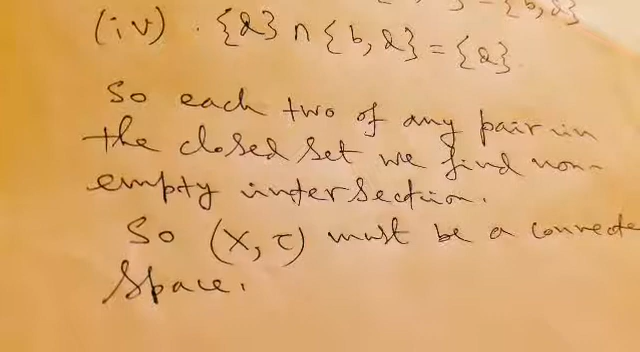 } = {b, d}
(iv) . {d} ∩ {b, d} = {d}.
So each two of any pair in
the closed set we find non-
empty intersection.
So (X, τ) must be a connecte
space.